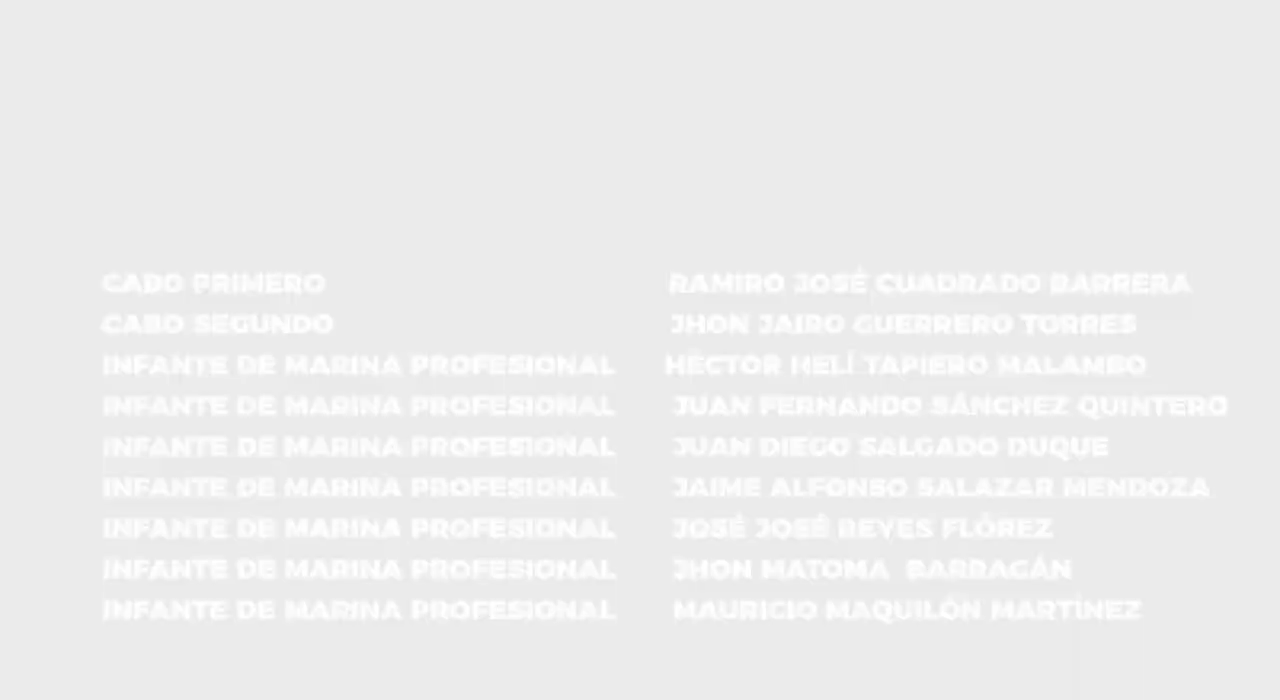 CABO PRIMERO RAMIRO JOSÉ CUADRADO BARRERA
CABO SEGUNDO JHON JAIRO GUERRERO TORRES
INFANTE DE MARINA PROFESIONAL HÉCTOR HELÍ TAPIERO MALAMBO
INFANTE DE MARINA PROFESIONAL JUAN FERNANDO SÁNCHEZ QUINTERO
INFANTE DE MARINA PROFESIONAL JUAN DIEGO SALGADO DUQUE
INFANTE DE MARINA PROFESIONAL JAIME ALFONSO SALAZAR MENDOZA
INFANTE DE MARINA PROFESIONAL JOSÉ JOSÉ REYES FLÓREZ
INFANTE DE MARINA PROFESIONAL JHON MATOMA BARRAGÁN
INFANTE DE MARINA PROFESIONAL MAURICIO MAQUILÓN MARTÍNEZ